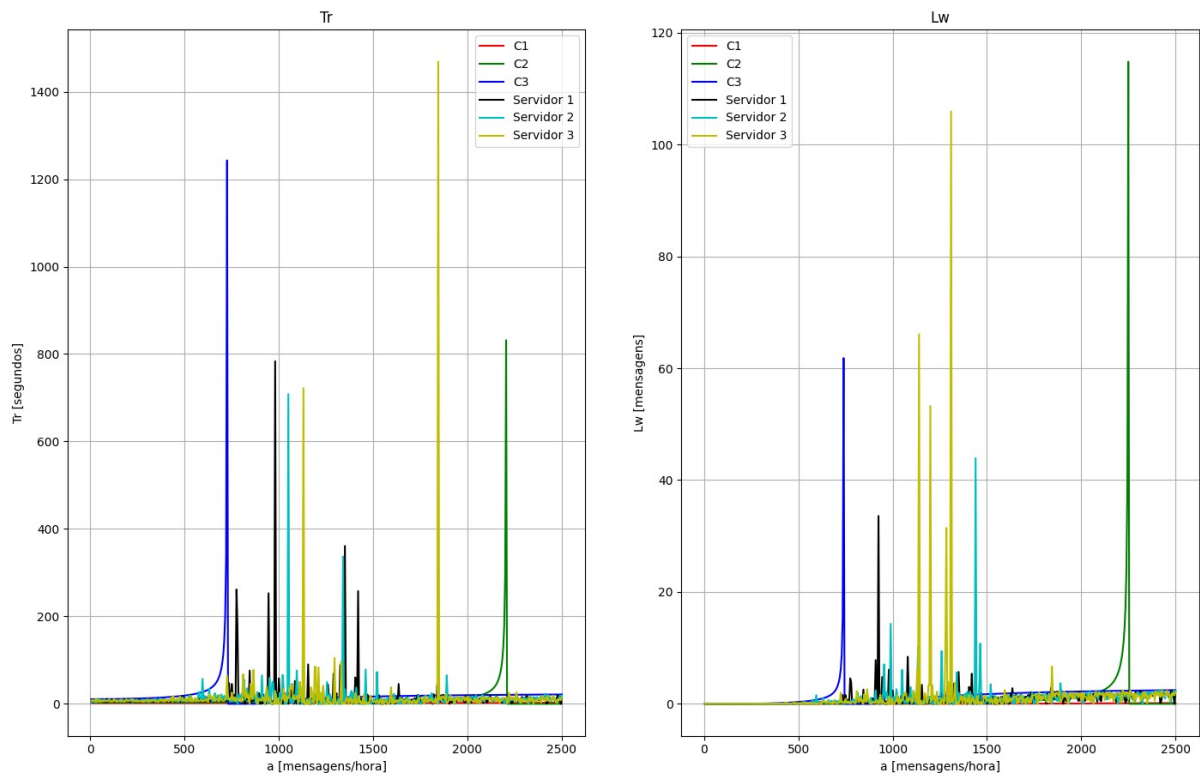 Tr
Tr [segundos]
1400
1200
1000
800
600
400
200
0
C1
C2
C3
Servidor 1
Servidor 2
Servidor 3
0 500 1000 1500 2000 2500
a [mensagens/hora]
Lw
Lw [mensagens]
120
100
80
60
40
20
0
C1
C2
C3
Servidor 1
Servidor 2
Servidor 3
0 500 1000 1500 2000 2500
a [mensagens/hora]